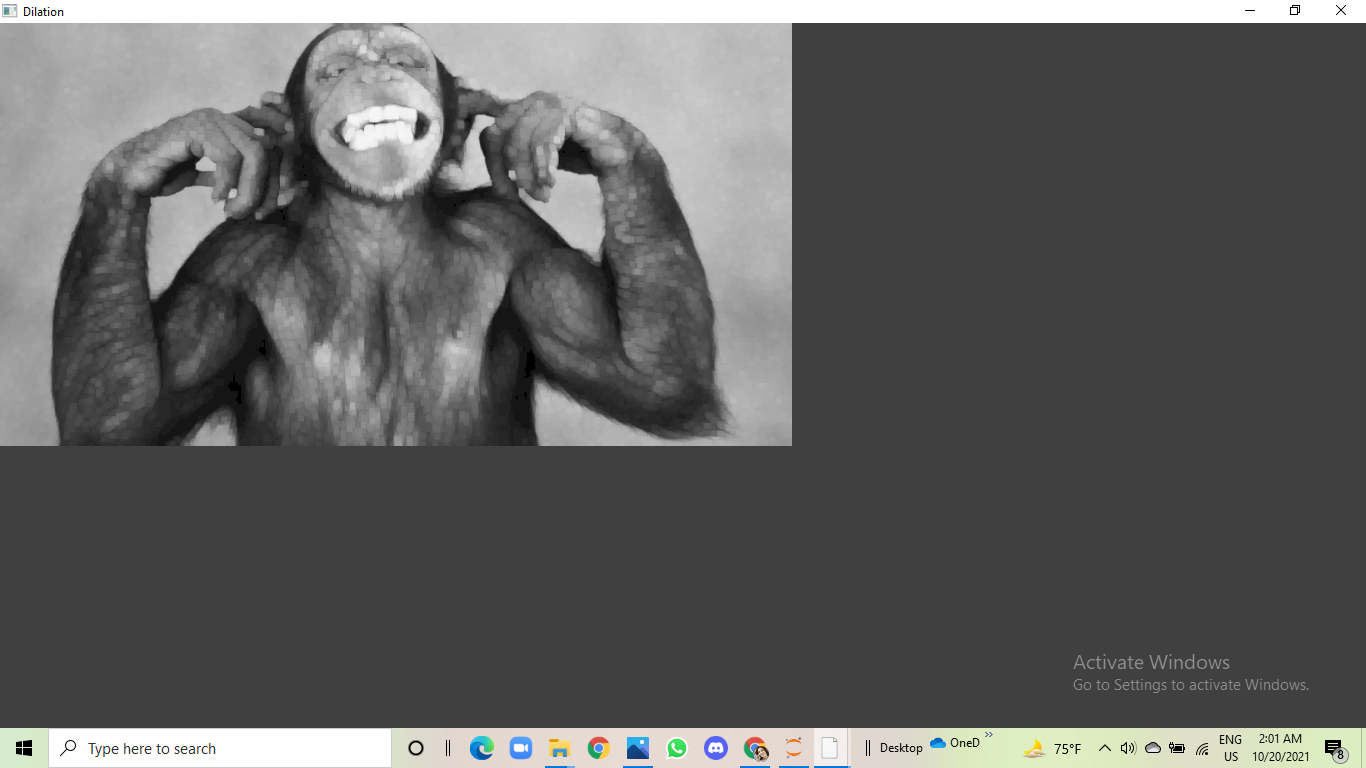 Dilation
Activate Windows
Go to Settings to activate Windows.
Type here to search
Desktop
OneD
75°F
ENG
US
2:01 AM
10/20/2021
8